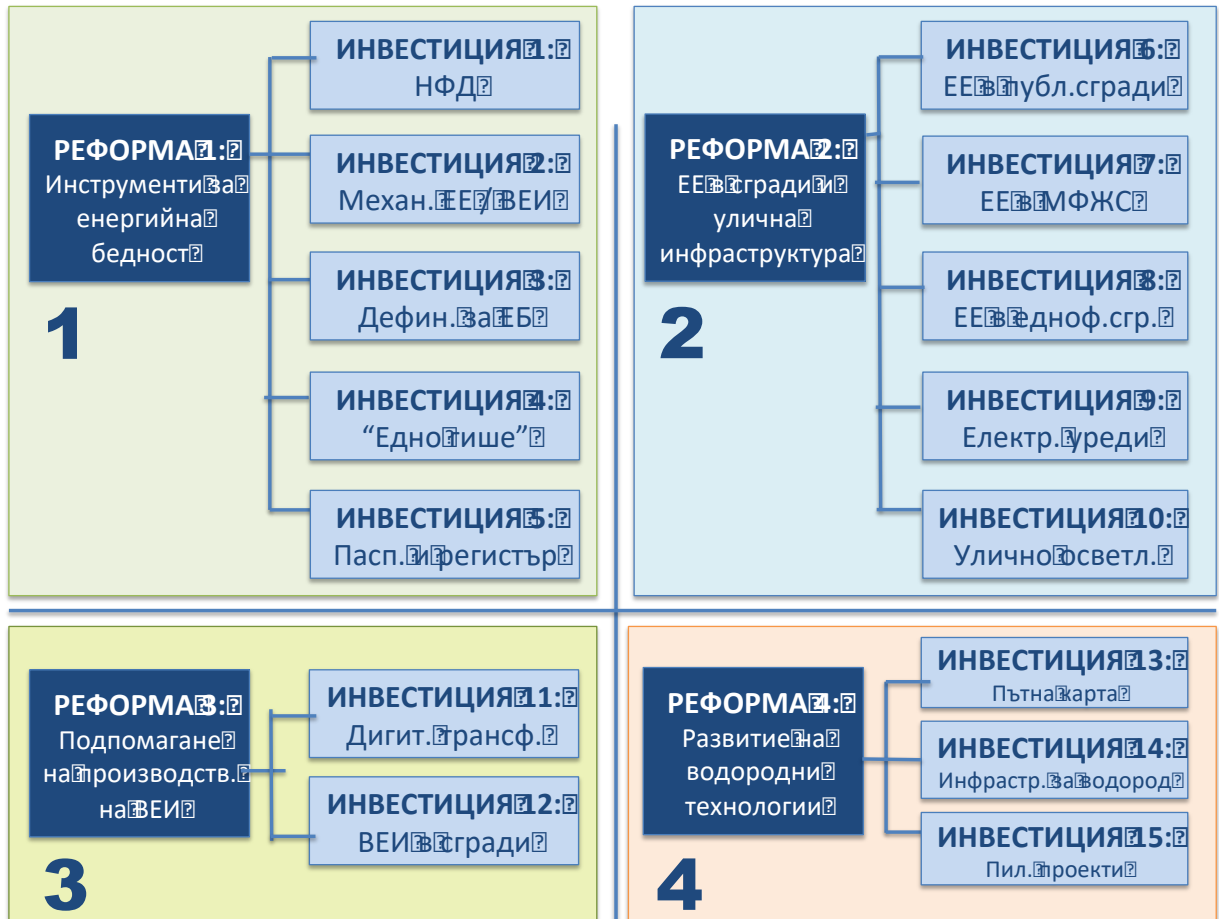 РЕФОРМА 1:
Инструменти за
енергийна
бедност
1
ИНВЕСТИЦИЯ 1:
НФД
ИНВЕСТИЦИЯ 2:
Механ. ЕЕ / ВЕИ
ИНВЕСТИЦИЯ 3:
Дефин. за ЕБ
ИНВЕСТИЦИЯ 4:
“Едно гише”
ИНВЕСТИЦИЯ 5:
Пасп. и регистър
РЕФОРМА 2:
ЕЕ в сгради и
улична
инфраструктура
2
ИНВЕСТИЦИЯ 6:
ЕЕ в публ.сгради
ИНВЕСТИЦИЯ 7:
ЕЕ в МФЖС
ИНВЕСТИЦИЯ 8:
ЕЕ в едноф.сгр.
ИНВЕСТИЦИЯ 9:
Електр. уреди
ИНВЕСТИЦИЯ 10:
Улично осветл.
РЕФОРМА 3:
Подпомагане
на производств.
на ВЕИ
3
ИНВЕСТИЦИЯ 11:
Дигит. трансф.
ИНВЕСТИЦИЯ 12:
ВЕИ в сгради
РЕФОРМА 4:
Развитие на
водородни
технологии
4
ИНВЕСТИЦИЯ 13:
Пътна карта
ИНВЕСТИЦИЯ 14:
Инфрастр. за водород
ИНВЕСТИЦИЯ 15:
Пил. проекти